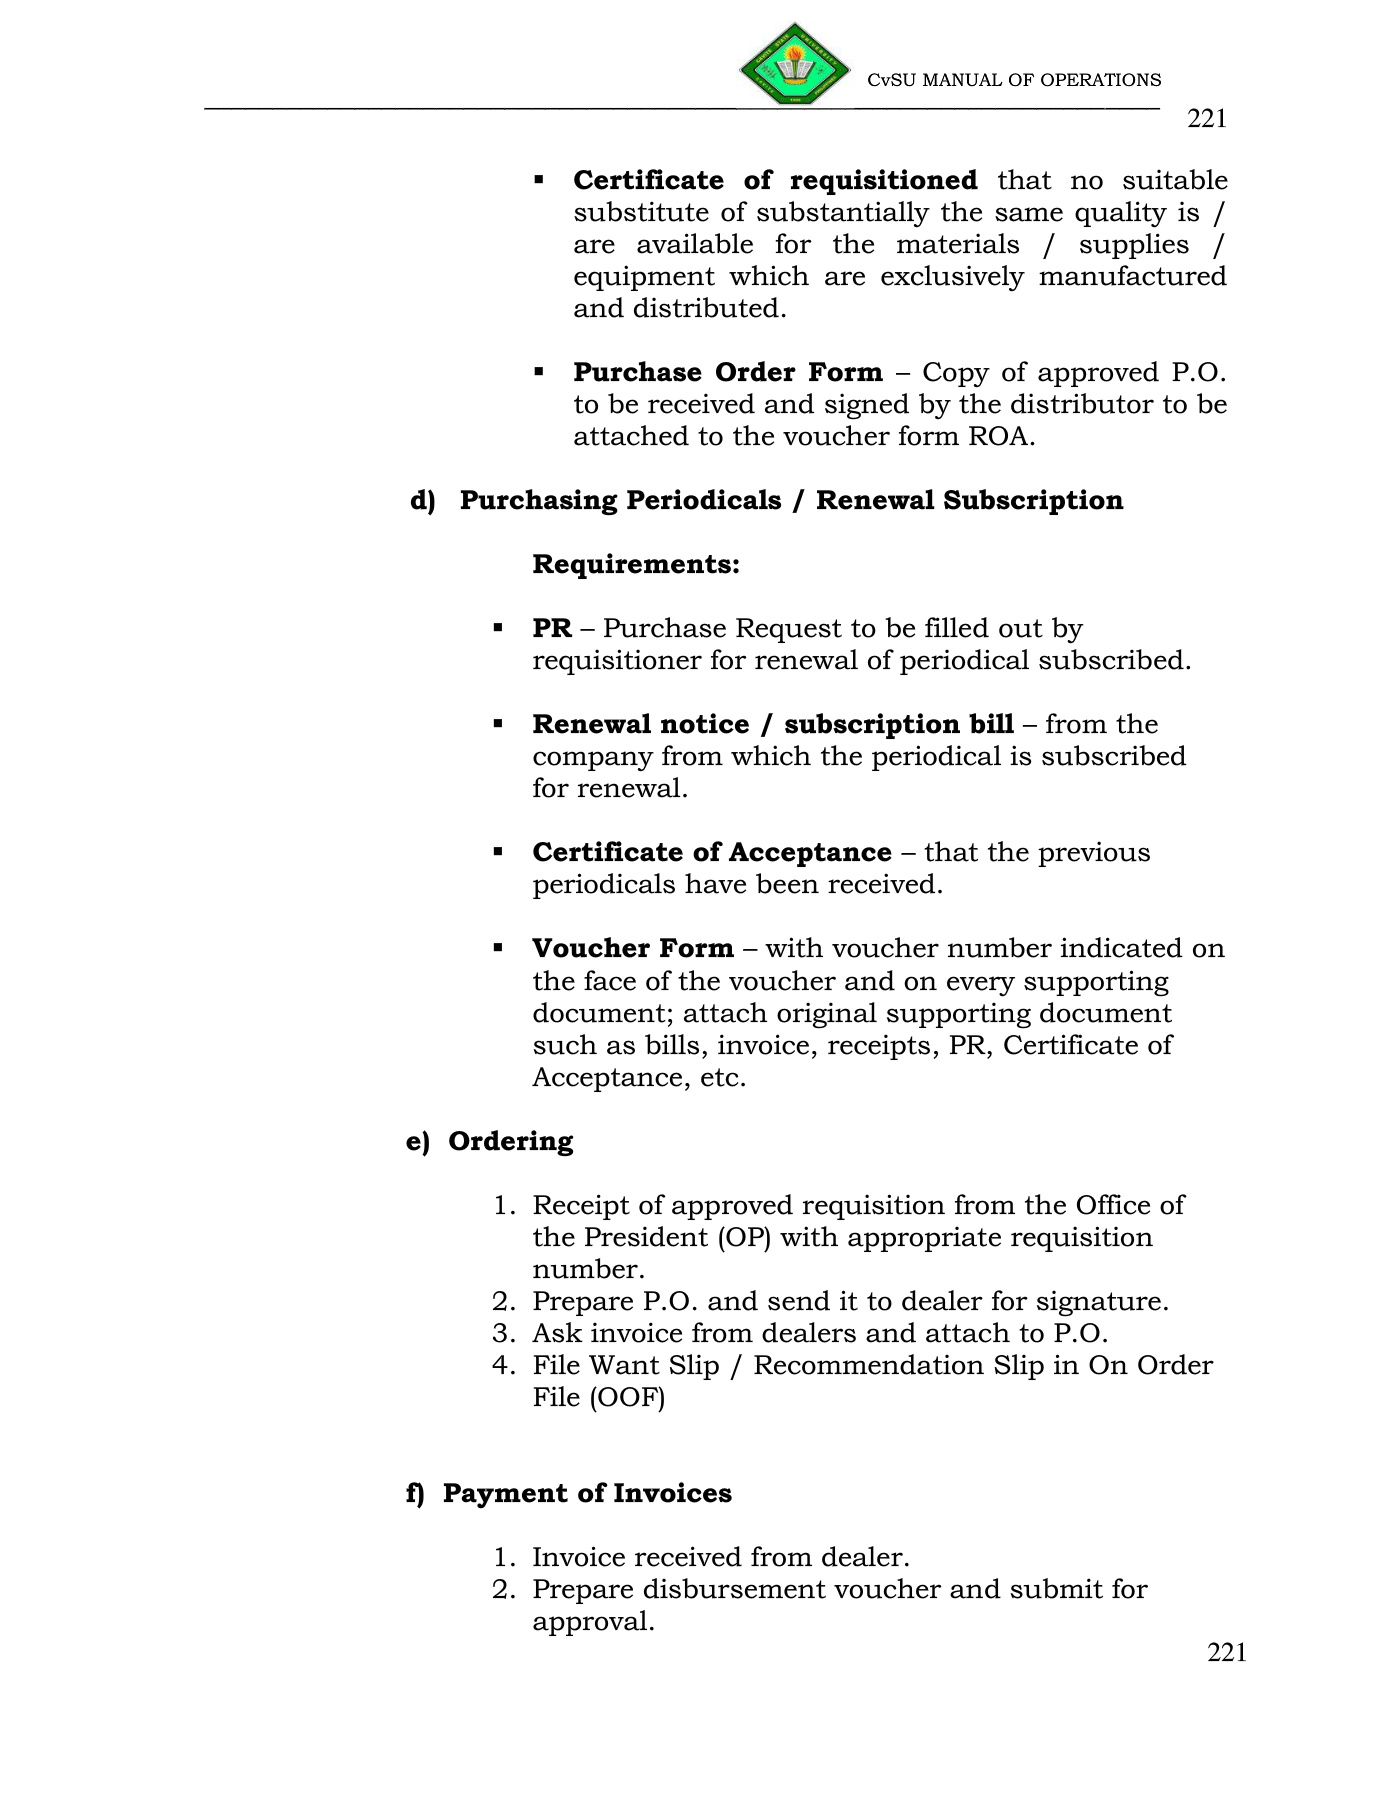 CvSU MANUAL OF OPERATIONS
221
▪ Certificate of requisitioned that no suitable
substitute of substantially the same quality is /
are available for the materials / supplies /
equipment which are exclusively manufactured
and distributed.
▪ Purchase Order Form – Copy of approved P.O.
to be received and signed by the distributor to be
attached to the voucher form ROA.
d) Purchasing Periodicals / Renewal Subscription
Requirements:
▪ PR – Purchase Request to be filled out by
requisitioner for renewal of periodical subscribed.
▪ Renewal notice / subscription bill – from the
company from which the periodical is subscribed
for renewal.
▪ Certificate of Acceptance – that the previous
periodicals have been received.
▪ Voucher Form – with voucher number indicated on
the face of the voucher and on every supporting
document; attach original supporting document
such as bills, invoice, receipts, PR, Certificate of
Acceptance, etc.
e) Ordering
1. Receipt of approved requisition from the Office of
the President (OP) with appropriate requisition
number.
2. Prepare P.O. and send it to dealer for signature.
3. Ask invoice from dealers and attach to P.O.
4. File Want Slip / Recommendation Slip in On Order
File (OOF)
f) Payment of Invoices
1. Invoice received from dealer.
2. Prepare disbursement voucher and submit for
approval.
221